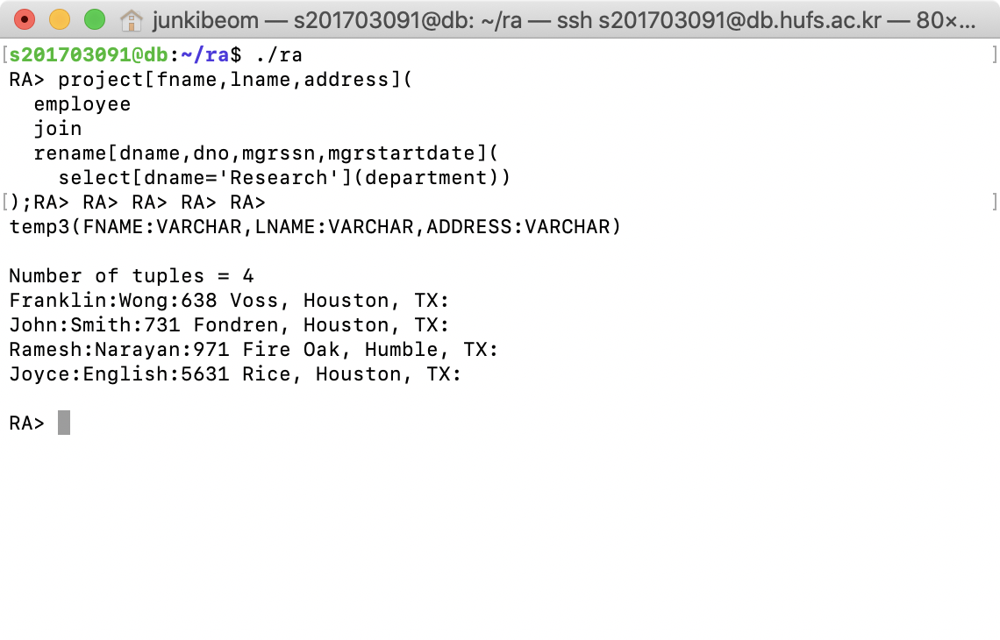 junkibeom — s201703091@db: ~/ra — ssh s201703091@db.hufs.ac.kr — 80×...
[s201703091@db:~/ra$ ./ra ]
RA> project[fname,lname,address](
  employee
  join
  rename[dname,dno,mgrssn,mgrstartdate](
    select[dname='Research'](department))
[);RA> RA> RA> RA> RA> ]
temp3(FNAME:VARCHAR,LNAME:VARCHAR,ADDRESS:VARCHAR)
Number of tuples = 4
Franklin:Wong:638 Voss, Houston, TX:
John:Smith:731 Fondren, Houston, TX:
Ramesh:Narayan:971 Fire Oak, Humble, TX:
Joyce:English:5631 Rice, Houston, TX:
RA>